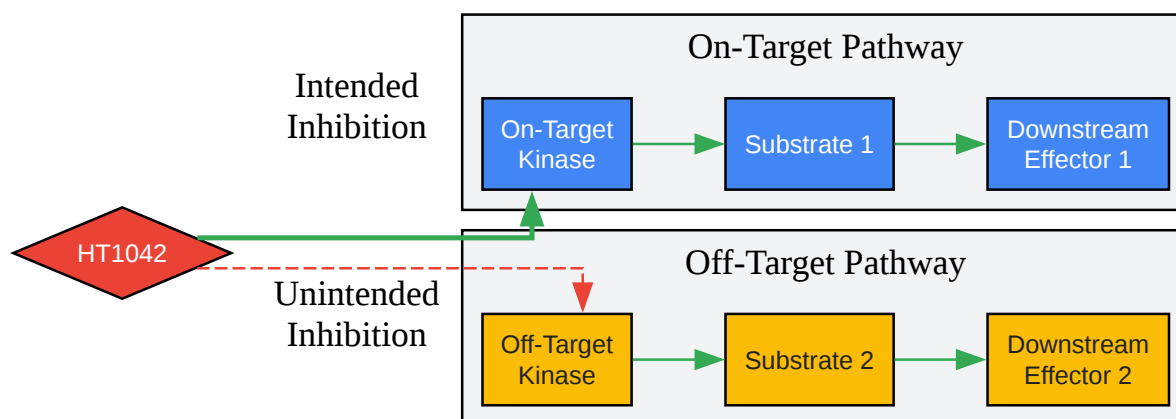 On-Target Pathway
Intended
Inhibition
On-Target
Kinase
Substrate 1
Downstream
Effector 1
HT1042
Off-Target Pathway
Unintended
Inhibition
Off-Target
Kinase
Substrate 2
Downstream
Effector 2